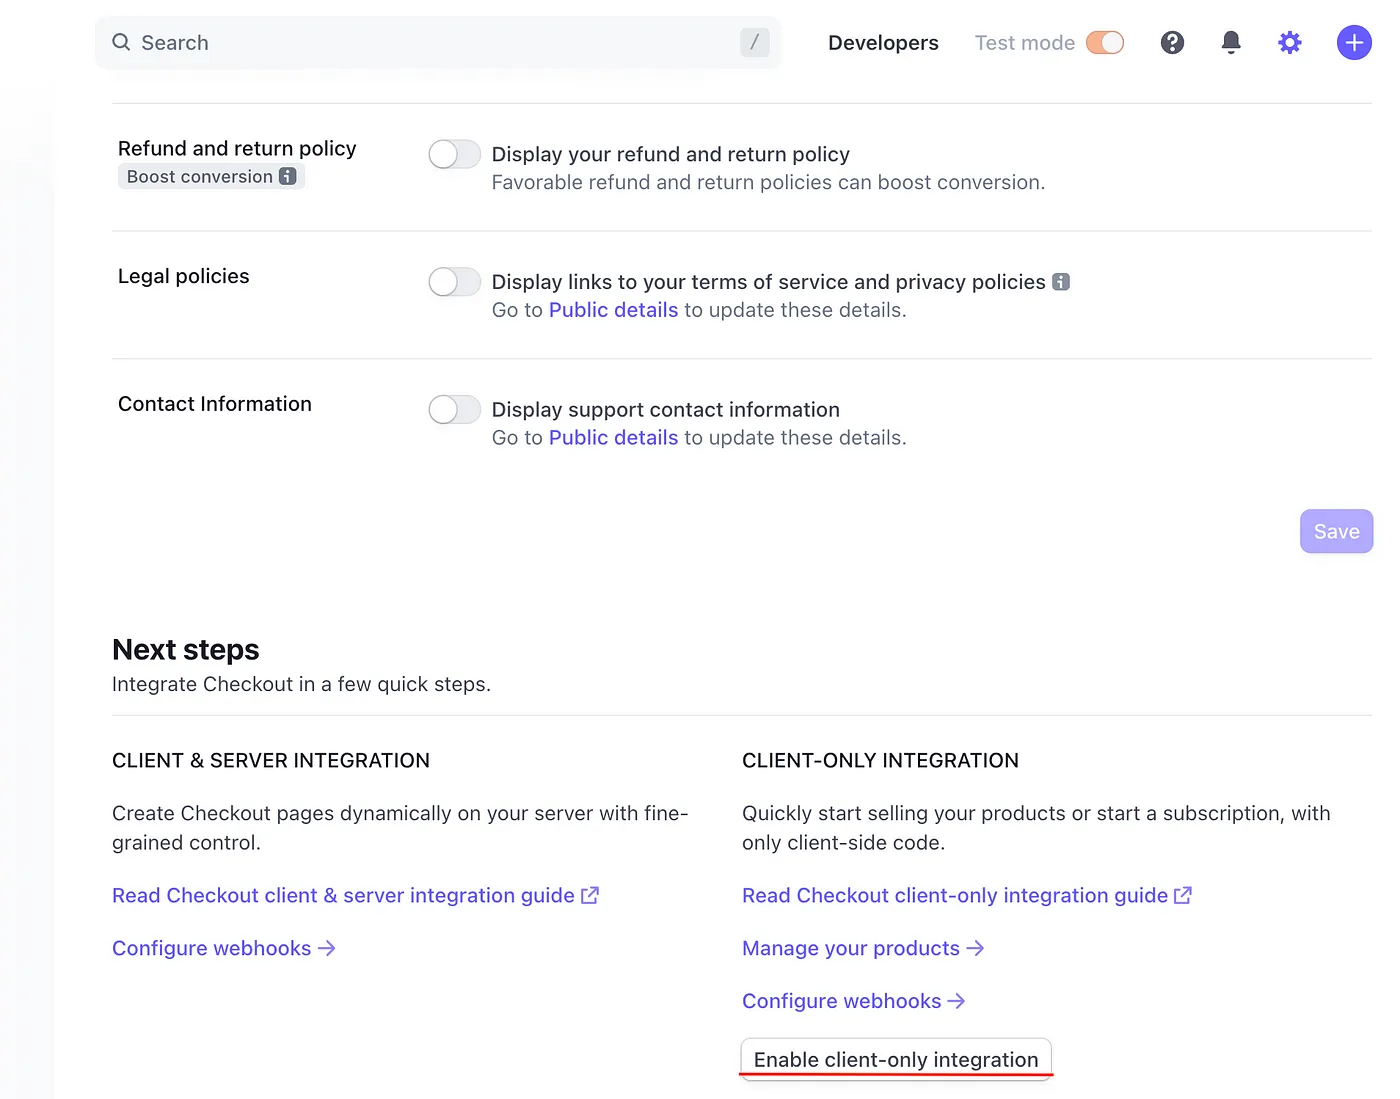 Search /
Developers
Test mode
Refund and return policy
Boost conversion
Display your refund and return policy
Favorable refund and return policies can boost conversion.
Legal policies
Display links to your terms of service and privacy policies
Go to Public details to update these details.
Contact Information
Display support contact information
Go to Public details to update these details.
Save
Next steps
Integrate Checkout in a few quick steps.
CLIENT & SERVER INTEGRATION
Create Checkout pages dynamically on your server with fine-
grained control.
Read Checkout client & server integration guide
Configure webhooks →
CLIENT-ONLY INTEGRATION
Quickly start selling your products or start a subscription, with
only client-side code.
Read Checkout client-only integration guide
Manage your products →
Configure webhooks →
Enable client-only integration